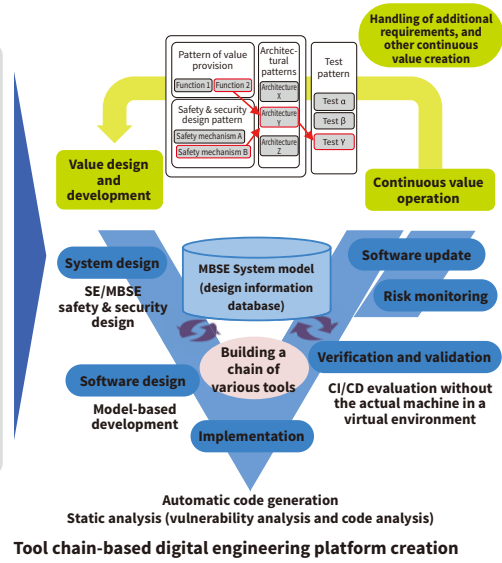 Handling of additional
requirements, and
other continuous
value creation
Pattern of value
provision
Function 1
Function 2
Safety & security
design pattern
Safety mechanism A
Safety mechanism B
Architec-
tural
patterns
Architecture
X
Architecture
Y
Architecture
Z
Test
pattern
Test α
Test β
Test Y
Value design
and
development
Continuous value
operation
System design
SE/MBSE
safety & security
design
MBSE System model
(design information
database)
Software update
Risk monitoring
Building a
chain of
various tools
Verification and validation
CI/CD evaluation without
the actual machine in a
virtual environment
Software design
Model-based
development
Implementation
Automatic code generation
Static analysis (vulnerability analysis and code analysis)
Tool chain-based digital engineering platform creation